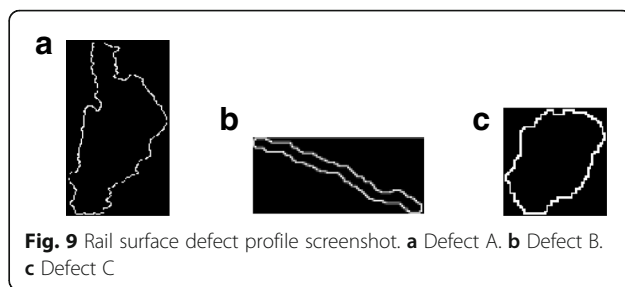 a
b
c
Fig. 9 Rail surface defect profile screenshot. a Defect A. b Defect B.
c Defect C